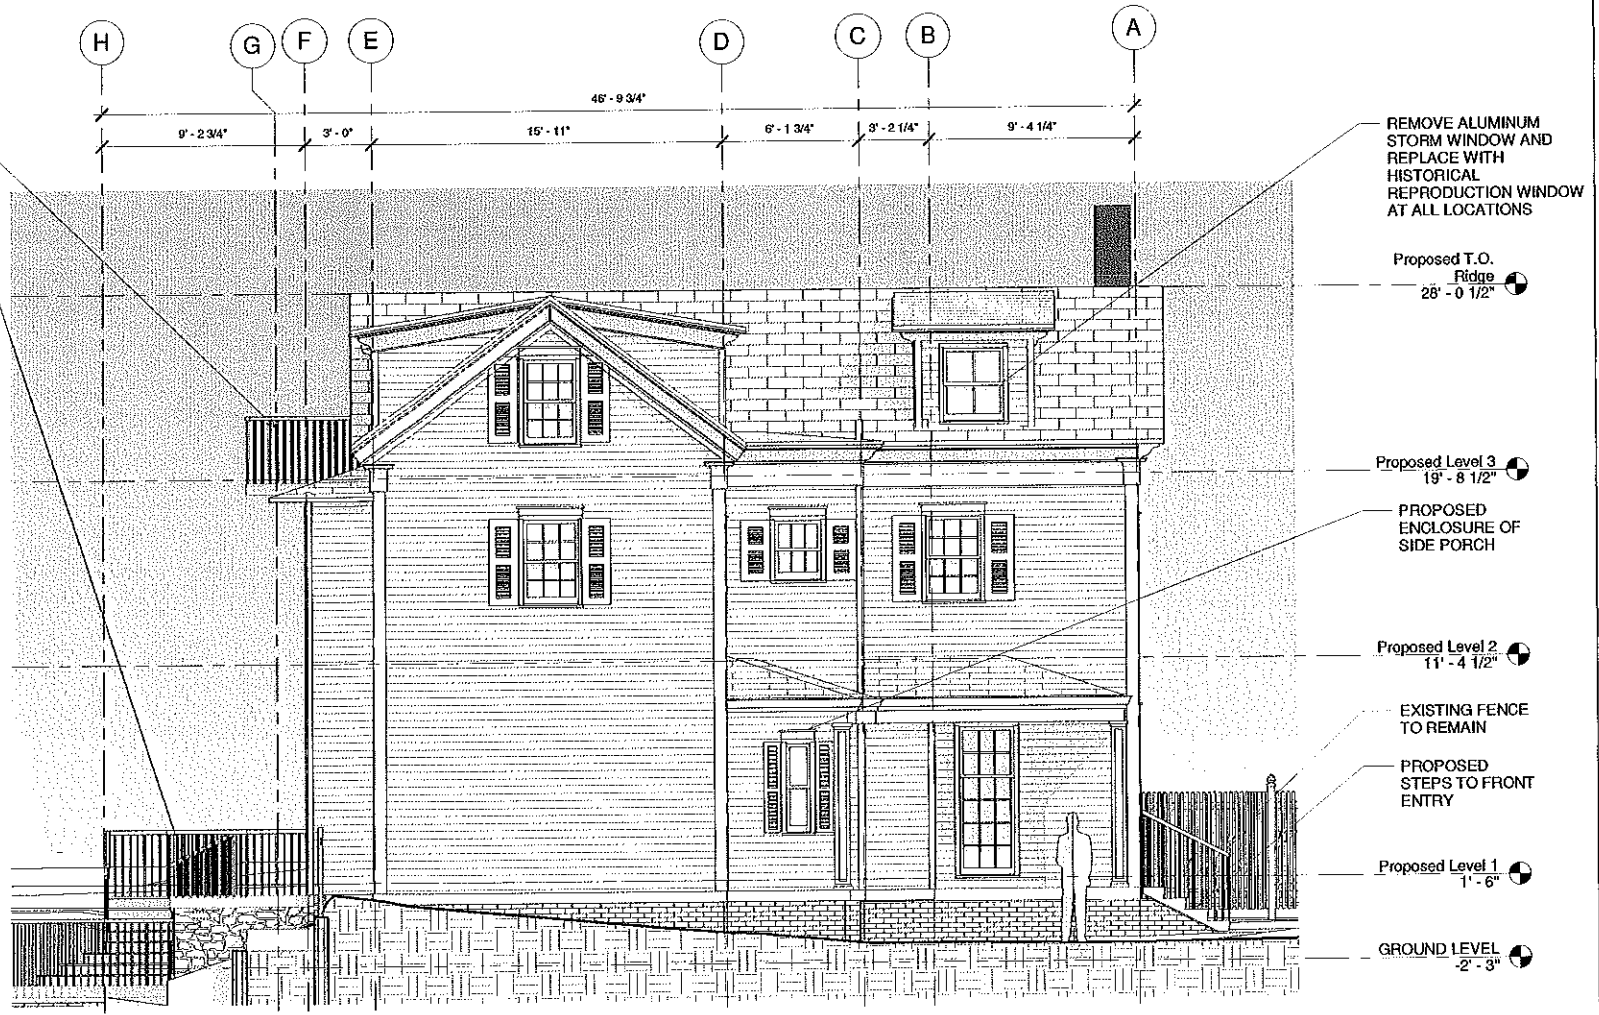 H
G
F
E
D
C
B
A
46' - 9 3/4"
9' - 2 3/4"
3' - 0"
15' - 11"
6' - 1 3/4"
3' - 2 1/4"
9' - 4 1/4"
REMOVE ALUMINUM
STORM WINDOW AND
REPLACE WITH
HISTORICAL
REPRODUCTION WINDOW
AT ALL LOCATIONS
Proposed T.O.
Ridge
28' - 0 1/2"
Proposed Level 3
19' - 8 1/2"
PROPOSED
ENCLOSURE OF
SIDE PORCH
Proposed Level 2
11' - 4 1/2"
EXISTING FENCE
TO REMAIN
PROPOSED
STEPS TO FRONT
ENTRY
Proposed Level 1
1' - 6"
GROUND LEVEL
-2' - 3"